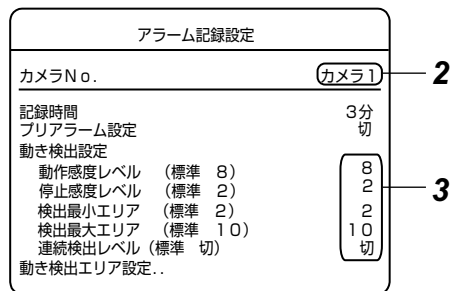 アラーム記録設定
カメラNo. カメラ1 2
記録時間 3分
プリアラーム設定 切
動き検出設定
動作感度レベル (標準 8) 8
停止感度レベル (標準 2) 2 3
検出最小エリア (標準 2) 2
検出最大エリア (標準 10) 10
連続検出レベル(標準 切) 切
動き検出エリア設定..